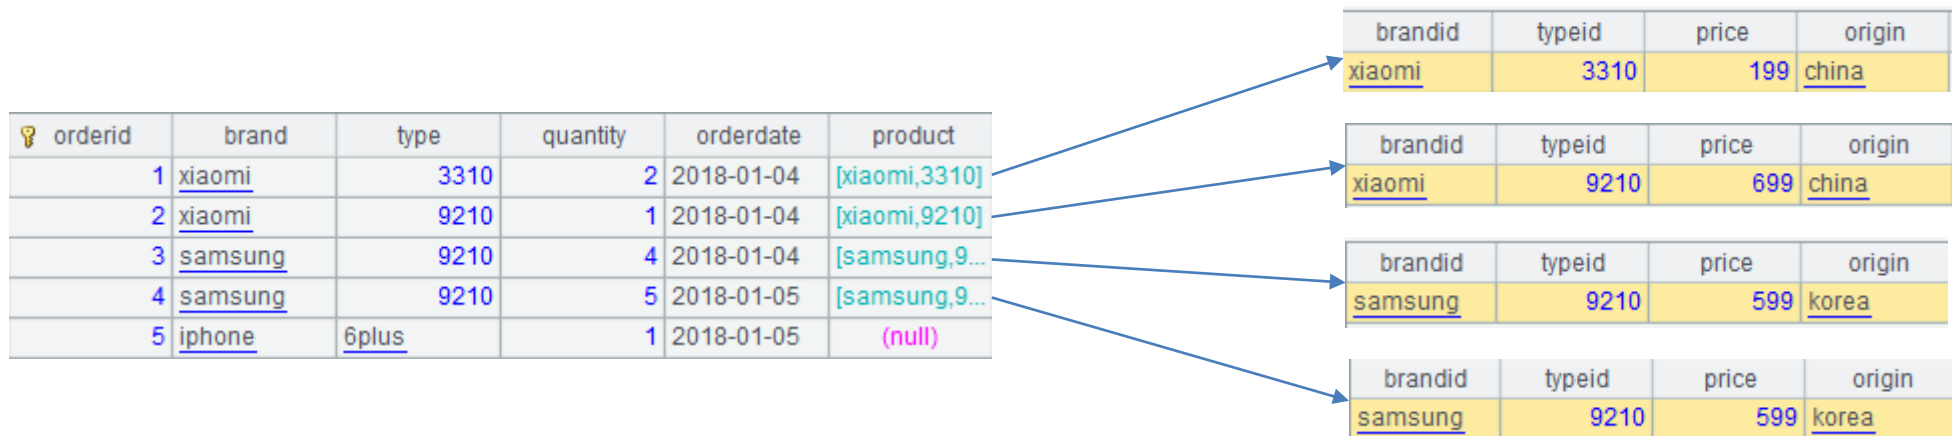 orderid brand type quantity orderdate product
1 xiaomi 3310 2 2018-01-04 [xiaomi,3310]
2 xiaomi 9210 1 2018-01-04 [xiaomi,9210]
3 samsung 9210 4 2018-01-04 [samsung,9...
4 samsung 9210 5 2018-01-05 [samsung,9...
5 iphone 6plus 1 2018-01-05 (null)
brandid typeid price origin
xiaomi 3310 199 china
brandid typeid price origin
xiaomi 9210 699 china
brandid typeid price origin
samsung 9210 599 korea
brandid typeid price origin
samsung 9210 599 korea